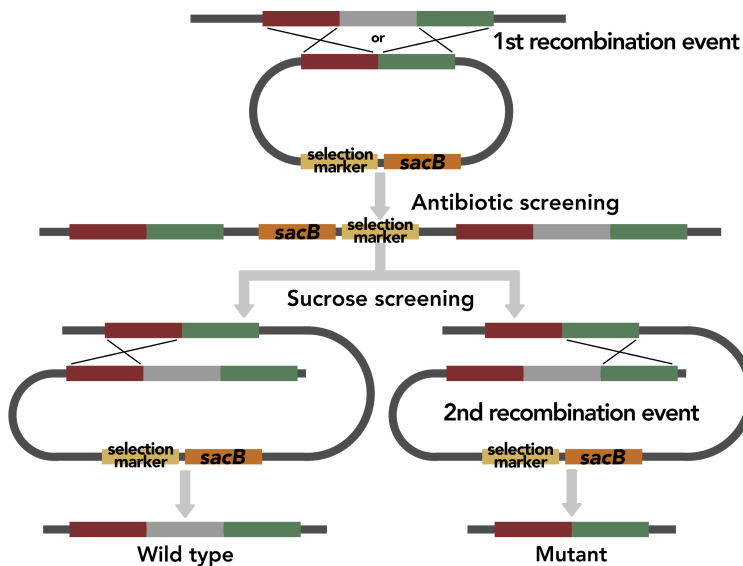 or
1st recombination event
selection
marker
sacB
Antibiotic screening
sacB
selection
marker
Sucrose screening
2nd recombination event
selection
marker
sacB
selection
marker
sacB
Wild type
Mutant